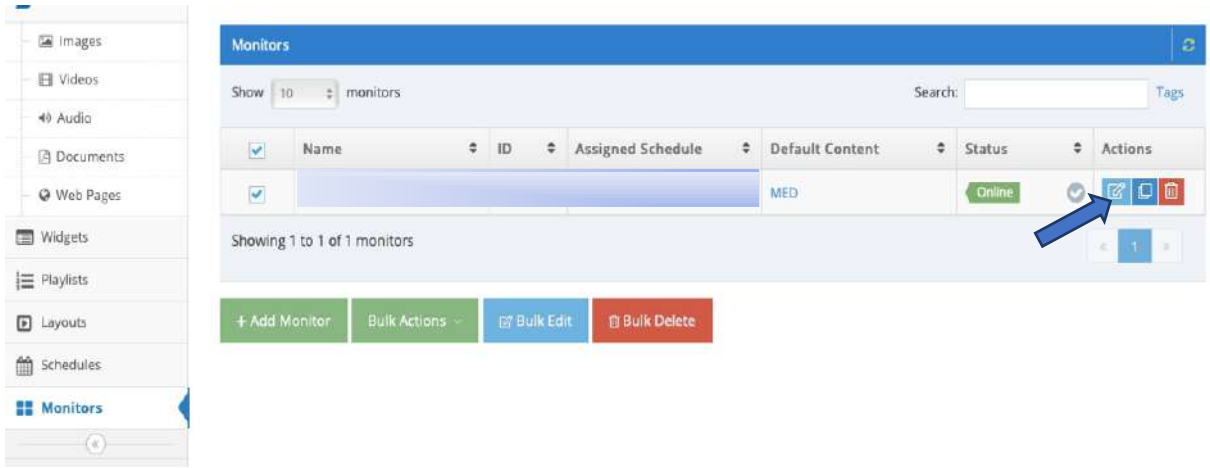 Images
Videos
Audio
Documents
Web Pages
Widgets
Playlists
Layouts
Schedules
Monitors
Monitors
Show 10 monitors
Search:
Tags
Name ID Assigned Schedule Default Content Status Actions
MED Online
Showing 1 to 1 of 1 monitors
« 1 »
+ Add Monitor Bulk Actions Bulk Edit Bulk Delete